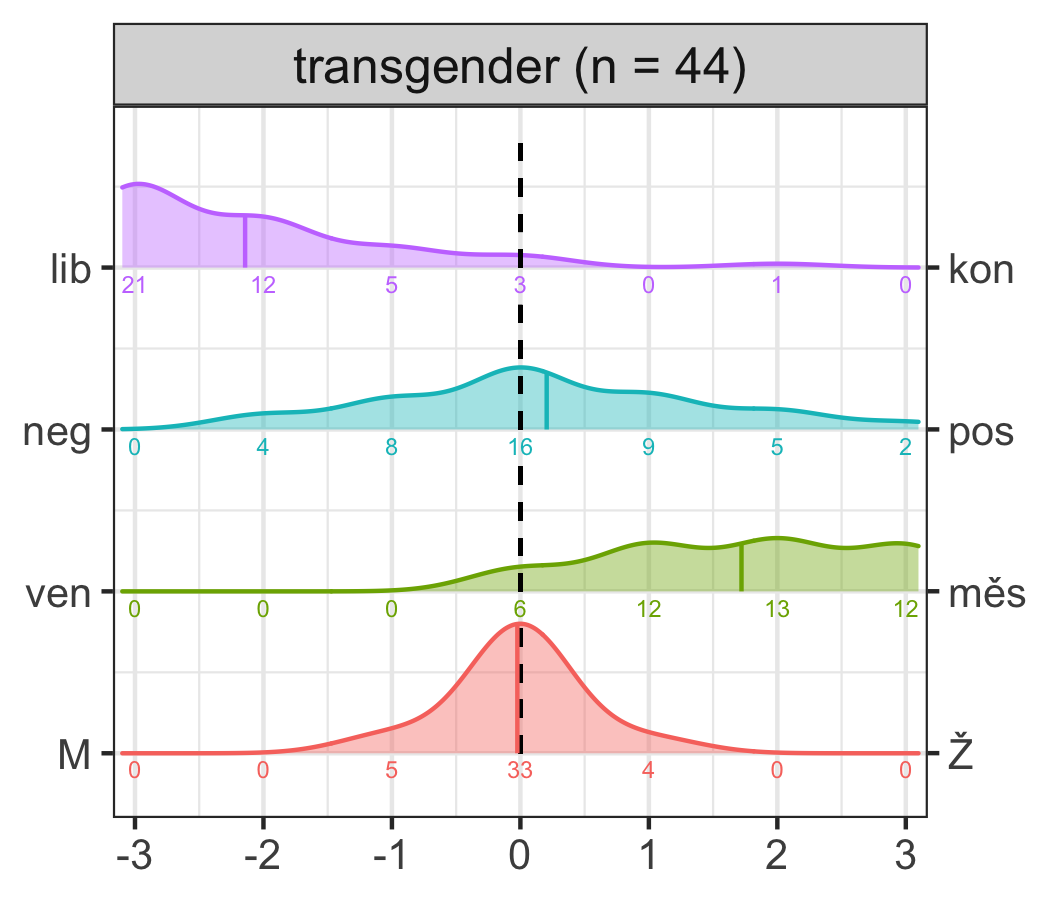 transgender (n = 44)
lib kon
21 12 5 3 0 1 0
neg pos
0 4 8 16 9 5 2
ven měs
0 0 0 6 12 13 12
M Ž
0 0 5 33 4 0 0
-3 -2 -1 0 1 2 3